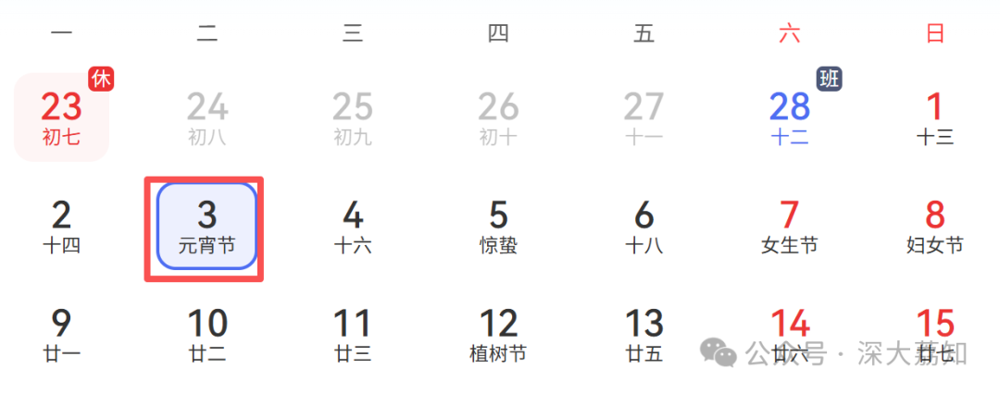 一 二 三 四 五 六 日
休 班
23 24 25 26 27 28 1
初七 初八 初九 初十 十一 十二 十三
2 3 4 5 6 7 8
十四 元宵节 十六 惊蛰 十八 女生节 妇女节
9 10 11 12 13 14 15
廿一 廿二 廿三 植树节 廿五 廿六 廿七
公众号 · 深大荔知